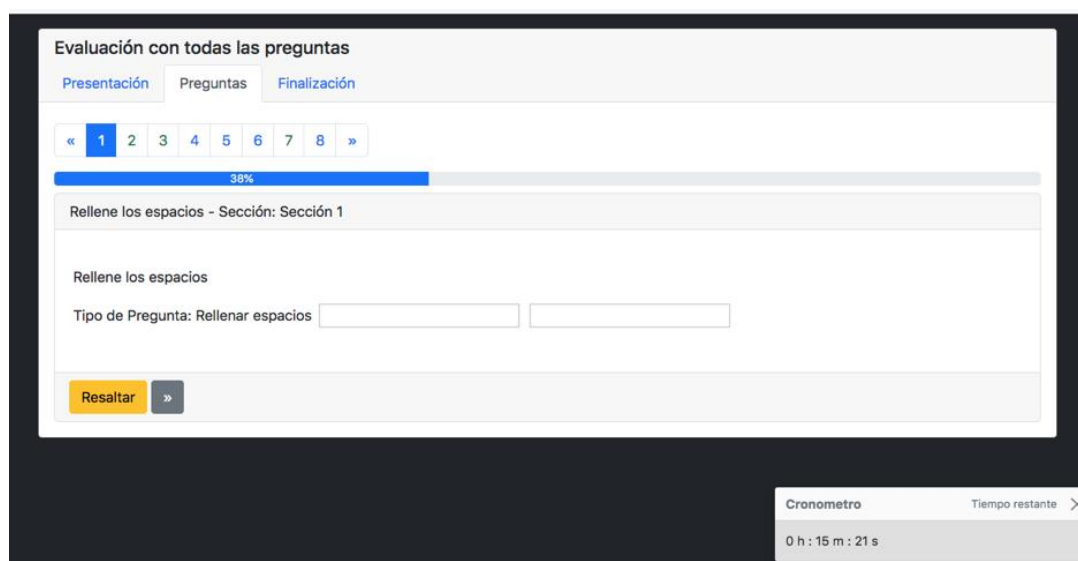 Evaluación con todas las preguntas
Presentación Preguntas Finalización
« 1 2 3 4 5 6 7 8 »
38%
Rellene los espacios - Sección: Sección 1
Rellene los espacios
Tipo de Pregunta: Rellenar espacios
Resaltar »
Cronometro Tiempo restante
0 h : 15 m : 21 s